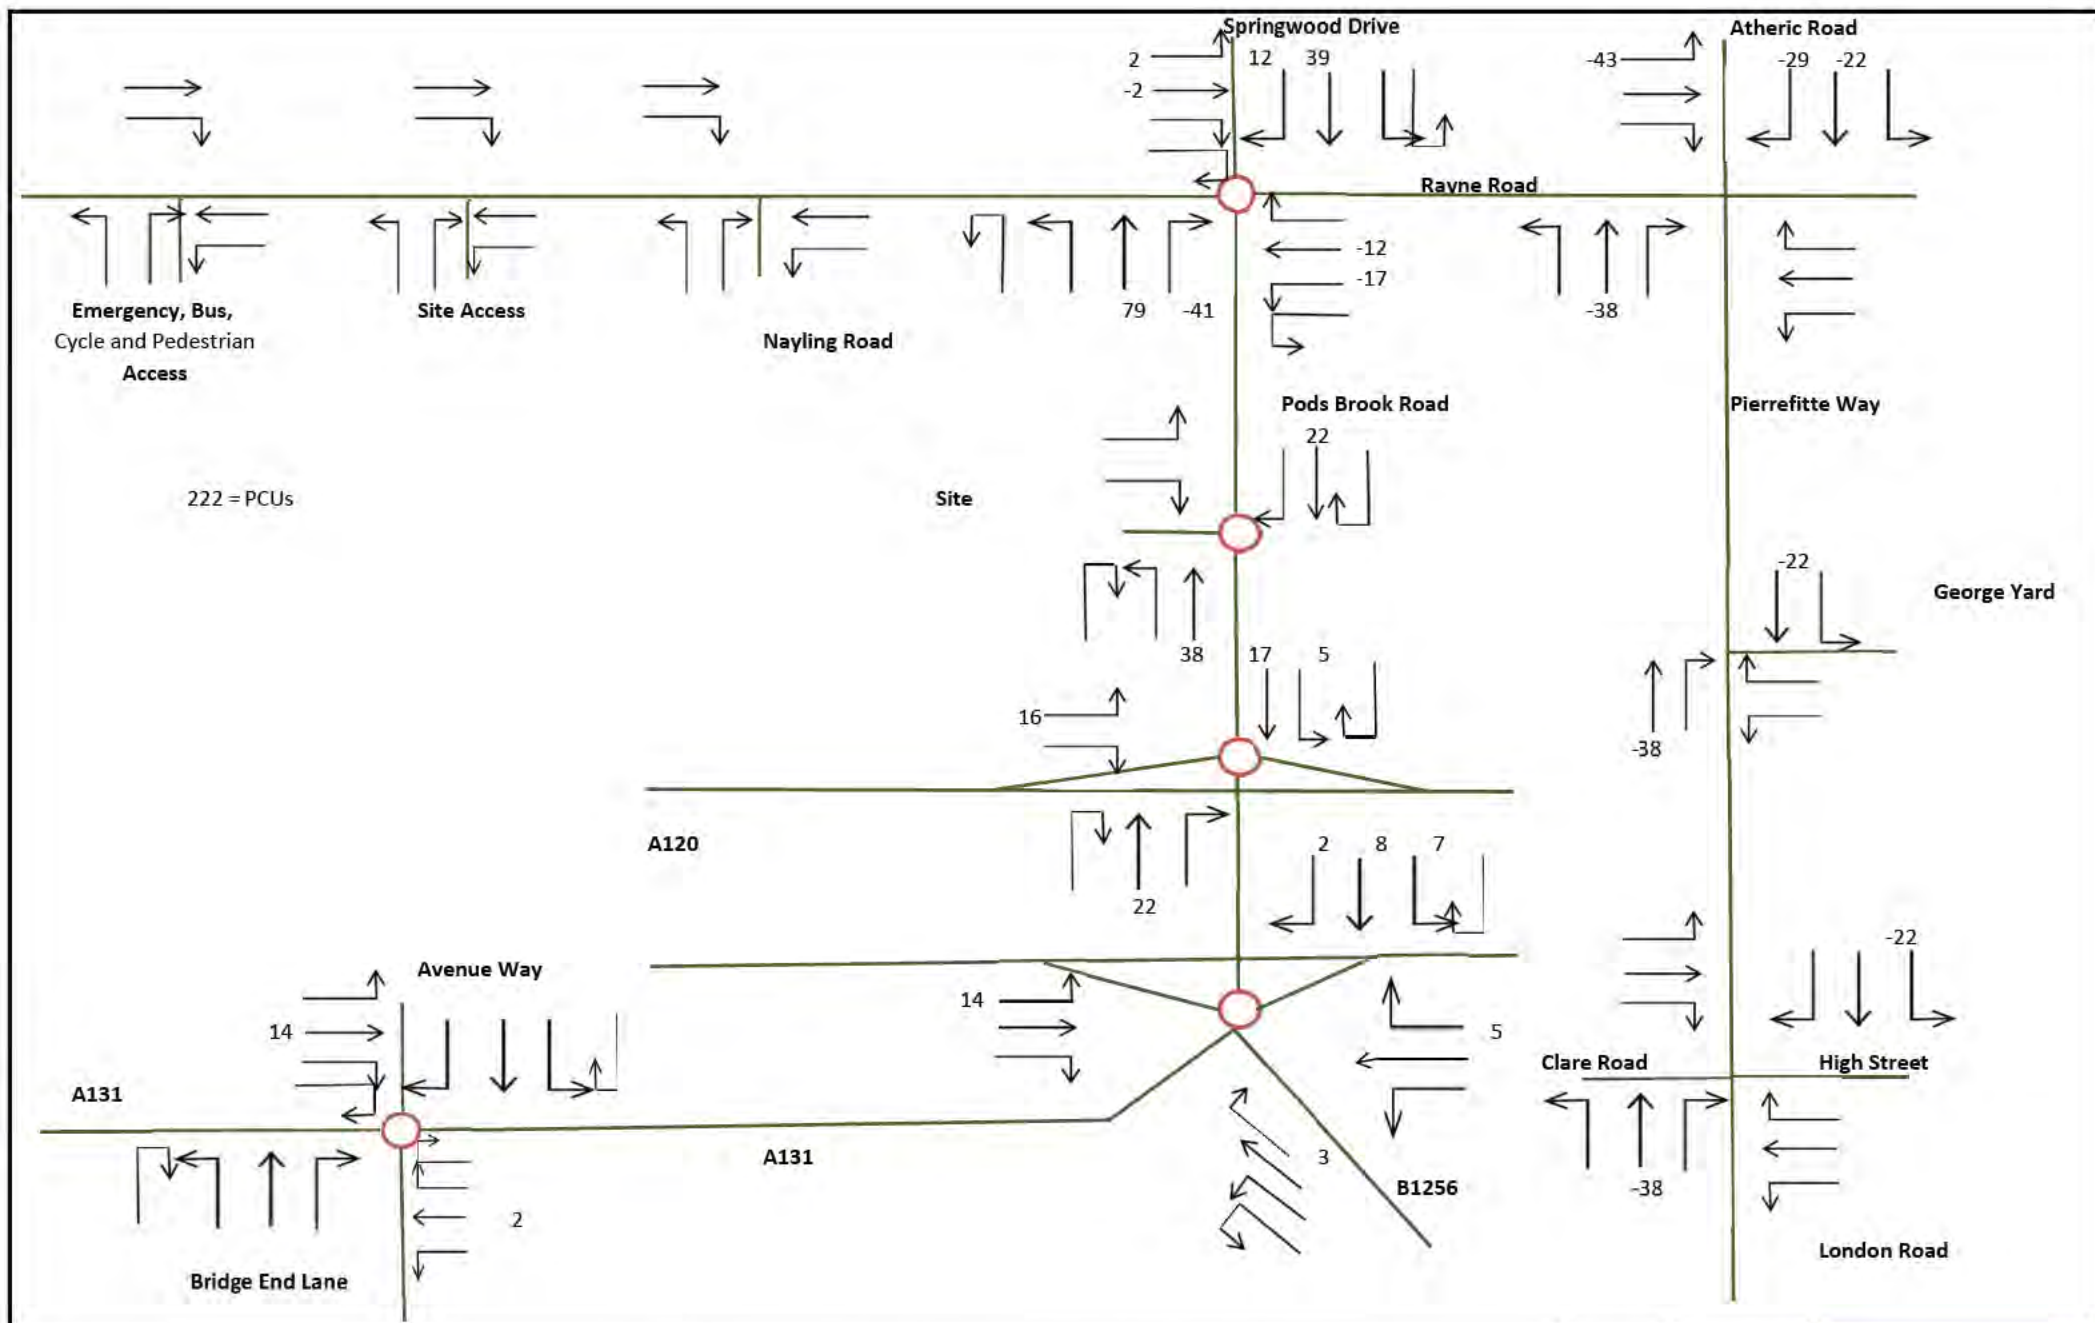 Springwood Drive
Atheric Road
2
12 39
-43
-29 -22
-2
Rayne Road
-12
-17
79 -41
-38
Emergency, Bus,
Cycle and Pedestrian
Access
Site Access
Nayling Road
Pods Brook Road
Pierrefitte Way
22
222 = PCUs
Site
-22
George Yard
38
17 5
16
-38
A120
2 8 7
22
-22
Avenue Way
14
14
5
Clare Road
High Street
A131
A131
3
B1256
-38
2
London Road
Bridge End Lane